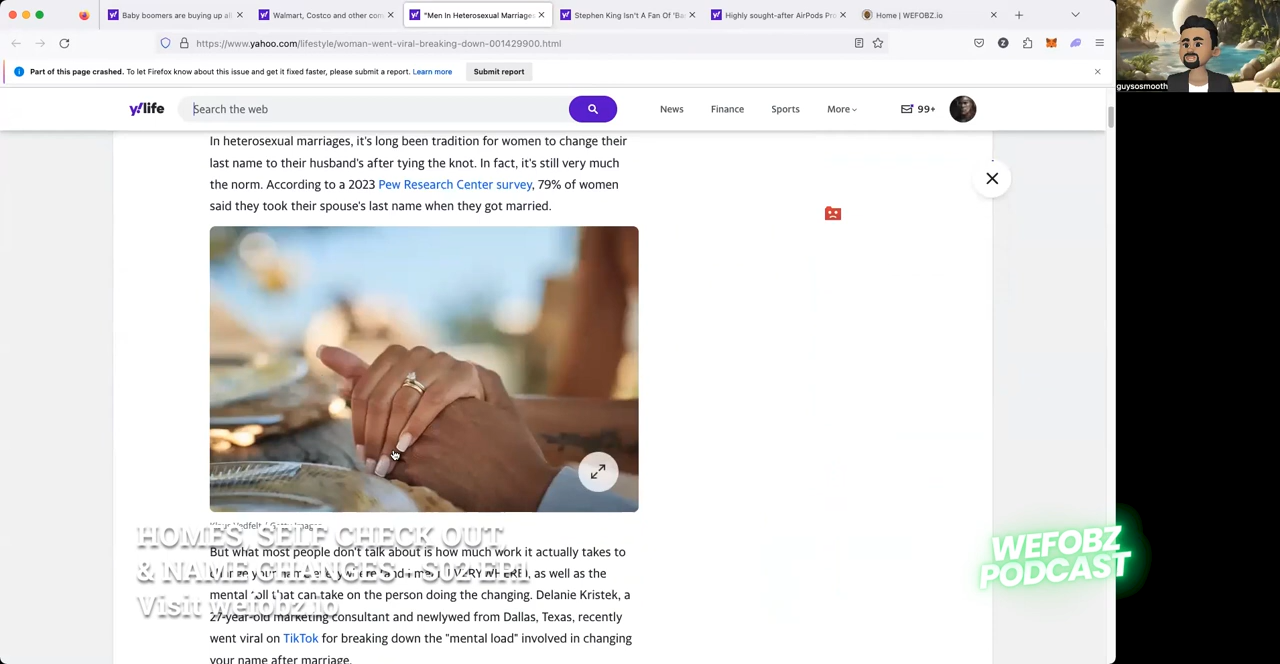 Baby boomers are buying up al
Walmart, Costco and other com
"Men In Heterosexual Marriages
Stephen King Isn't A Fan Of 'Ba
Highly sought-after AirPods Pro
Home | WEFOBZ.io
https://www.yahoo.com/lifestyle/woman-went-viral-breaking-down-001429900.html
guysosmooth
Part of this page crashed. To let Firefox know about this issue and get it fixed faster, please submit a report. Learn more
Submit report
y!life
Search the web
News
Finance
Sports
More
99+
In heterosexual marriages, it's long been tradition for women to change their
last name to their husband's after tying the knot. In fact, it's still very much
the norm. According to a 2023 Pew Research Center survey, 79% of women
said they took their spouse's last name when they got married.
HOMES, SELF CHECK OUT,
& NAME CHANGES - S02 EP1
Visit wefobz.io
WEFOBZ
PODCAST
But what most people don't talk about is how much work it actually takes to
as well as the
mental toll that can take on the person doing the changing. Delanie Kristek, a
27-year-old marketing consultant and newlywed from Dallas, Texas, recently
went viral on TikTok for breaking down the "mental load" involved in changing
your name after marriage.